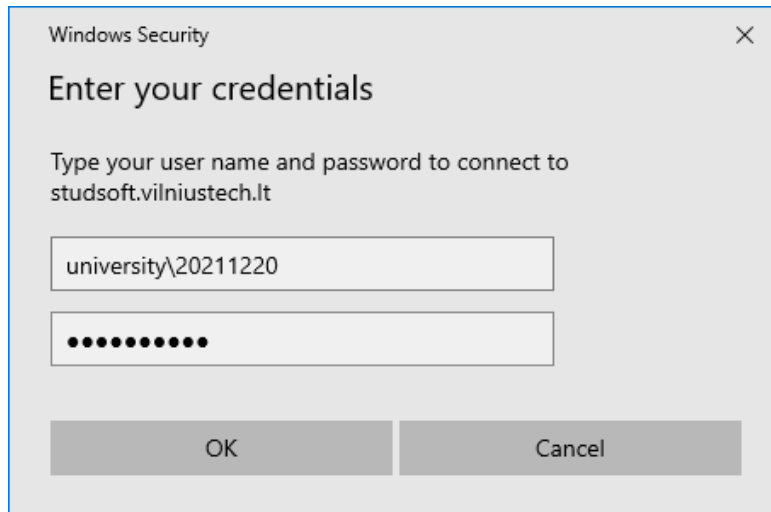 Windows Security
Enter your credentials
Type your user name and password to connect to
studsoft.vilniustech.lt
university\20211220
●●●●●●●●●●
OK
Cancel